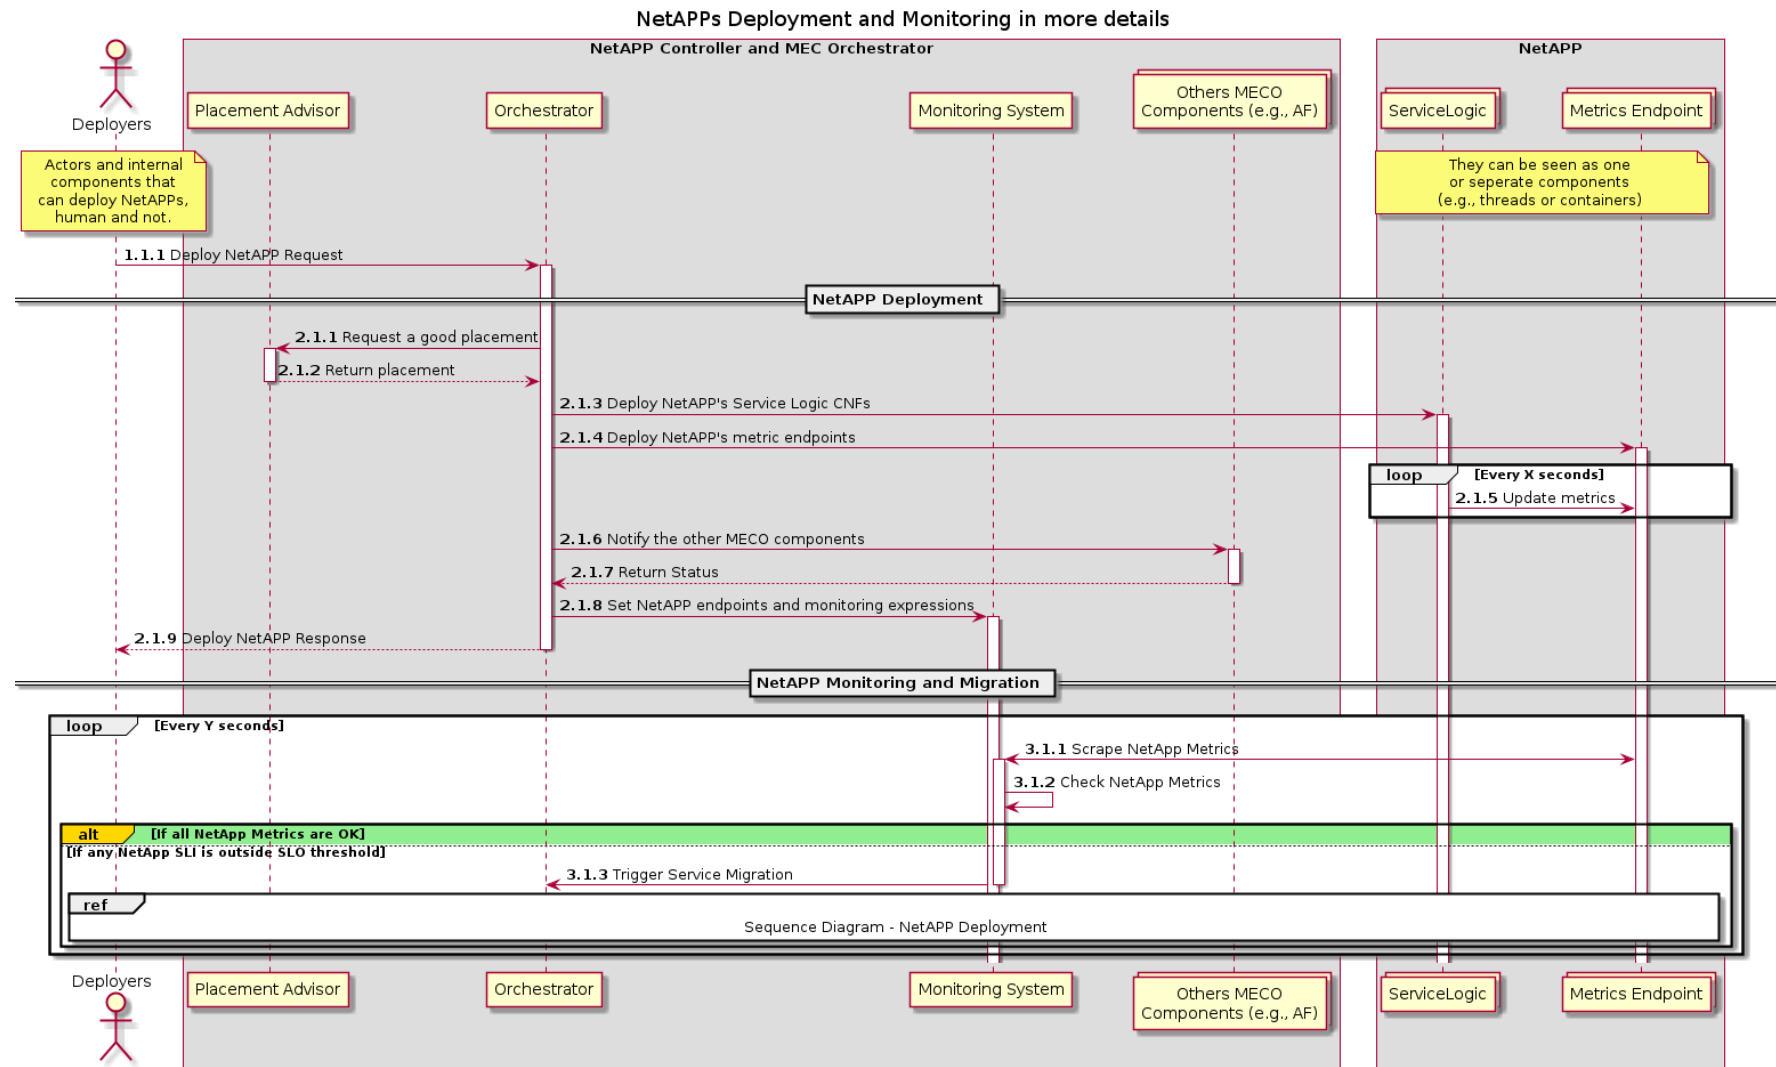 NetAPPs Deployment and Monitoring in more details
NetAPP Controller and MEC Orchestrator
NetAPP
Deployers
Placement Advisor
Orchestrator
Monitoring System
Others MECO
Components (e.g., AF)
ServiceLogic
Metrics Endpoint
Actors and internal
components that
can deploy NetAPPs,
human and not.
They can be seen as one
or seperate components
(e.g., threads or containers)
1.1.1 Deploy NetAPP Request
NetAPP Deployment
2.1.1 Request a good placement
2.1.2 Return placement
2.1.3 Deploy NetAPP's Service Logic CNFs
2.1.4 Deploy NetAPP's metric endpoints
loop [Every X seconds]
2.1.5 Update metrics
2.1.6 Notify the other MECO components
2.1.7 Return Status
2.1.8 Set NetAPP endpoints and monitoring expressions
2.1.9 Deploy NetAPP Response
NetAPP Monitoring and Migration
loop [Every Y seconds]
3.1.1 Scrape NetApp Metrics
3.1.2 Check NetApp Metrics
alt [If all NetApp Metrics are OK]
[If any NetApp SLI is outside SLO threshold]
3.1.3 Trigger Service Migration
ref
Sequence Diagram - NetAPP Deployment
Deployers
Placement Advisor
Orchestrator
Monitoring System
Others MECO
Components (e.g., AF)
ServiceLogic
Metrics Endpoint